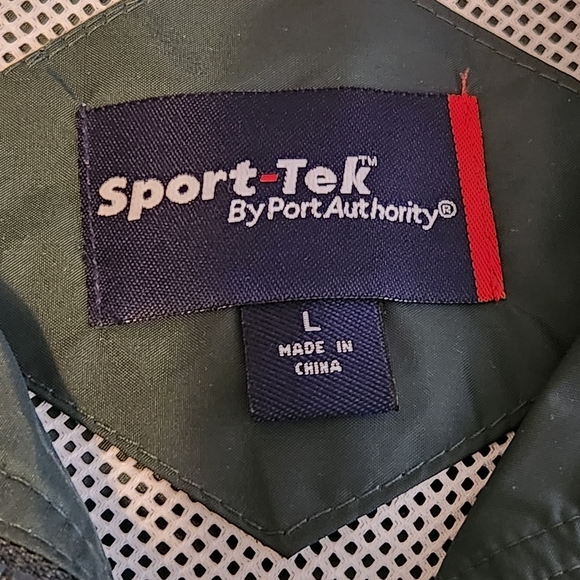 Sport-Tek™
By Port Authority®
L
MADE IN
CHINA